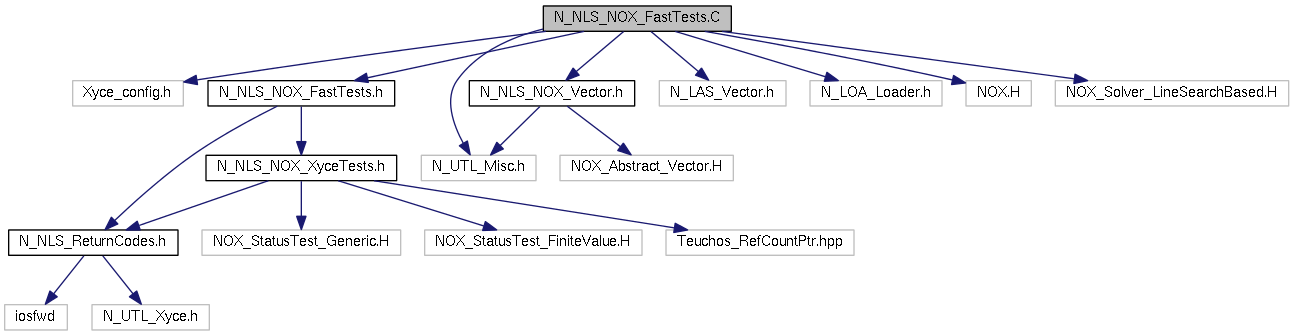 N_NLS_NOX_FastTests.C
Xyce_config.h
N_NLS_NOX_FastTests.h
N_NLS_NOX_Vector.h
N_LAS_Vector.h
N_LOA_Loader.h
NOX.H
NOX_Solver_LineSearchBased.H
N_NLS_NOX_XyceTests.h
N_UTL_Misc.h
NOX_Abstract_Vector.H
N_NLS_ReturnCodes.h
NOX_StatusTest_Generic.H
NOX_StatusTest_FiniteValue.H
Teuchos_RefCountPtr.hpp
iosfwd
N_UTL_Xyce.h